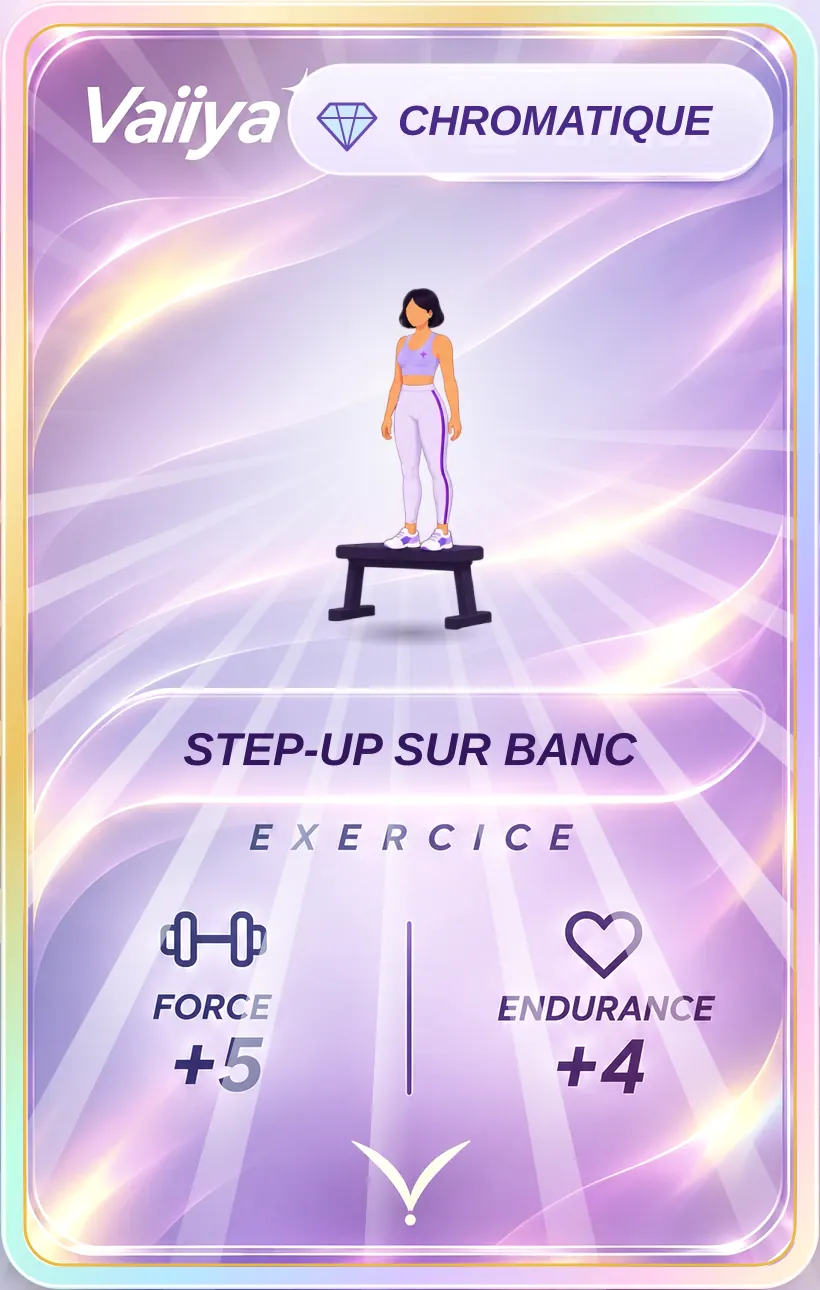 Vaiiya
CHROMATIQUE
STEP-UP SUR BANC
EXERCICE
FORCE
+5
ENDURANCE
+4